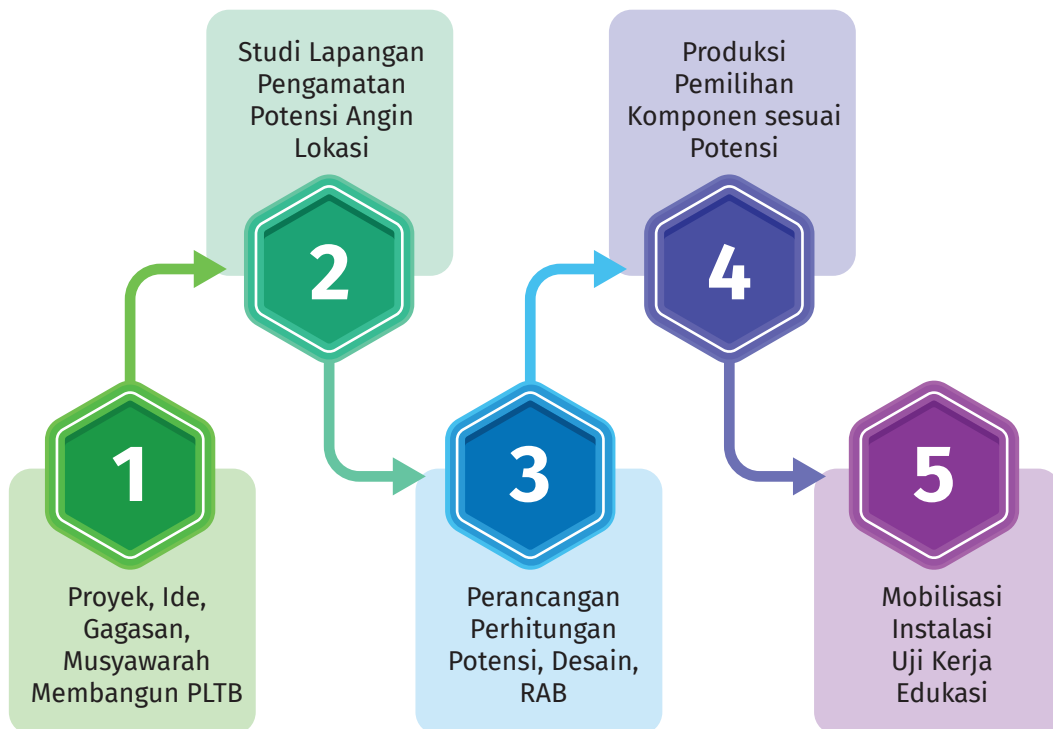 1
Proyek, Ide,
Gagasan,
Musyawarah
Membangun PLTB
Studi Lapangan
Pengamatan
Potensi Angin
Lokasi
2
3
Perancangan
Perhitungan
Potensi, Desain,
RAB
Produksi
Pemilihan
Komponen sesuai
Potensi
4
5
Mobilisasi
Instalasi
Uji Kerja
Edukasi